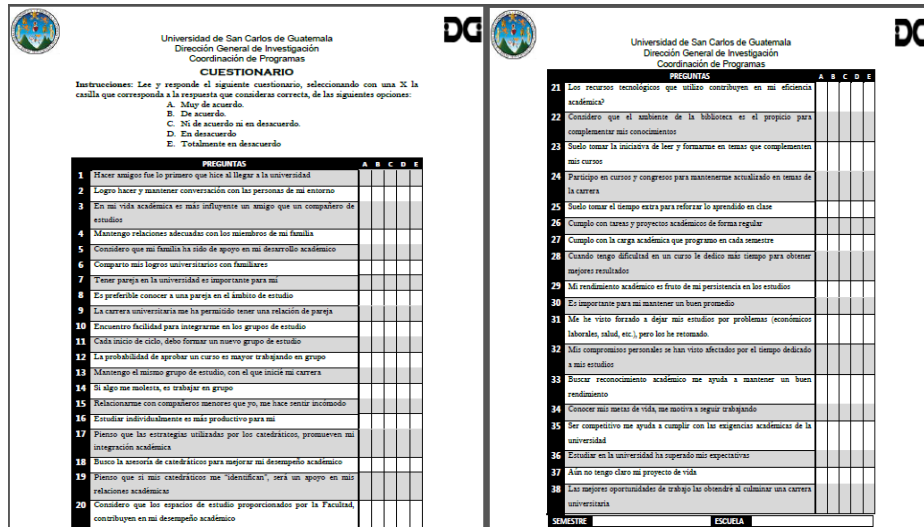 DG
Universidad de San Carlos de Guatemala
Dirección General de Investigación
Coordinación de Programas
CUESTIONARIO
Instrucciones: Lee y responde el siguiente cuestionario, seleccionando con una X la
casilla que corresponda a la respuesta que consideras correcta, de las siguientes opciones:
A. Muy de acuerdo.
B. De acuerdo.
C. Ni de acuerdo ni en desacuerdo.
D. En desacuerdo
E. Totalmente en desacuerdo
PREGUNTAS A B C D E
1 Hacer amigos fue lo primero que hice al llegar a la universidad
2 Logro hacer y mantener conversación con las personas de mi entorno
3 En mi vida académica es más influyente un amigo que un compañero de
estudios
4 Mantengo relaciones adecuadas con los miembros de mi familia
5 Considero que mi familia ha sido de apoyo en mi desarrollo académico
6 Comparto mis logros universitarios con familiares
7 Tener pareja en la universidad es importante para mí
8 Es preferible conocer a una pareja en el ámbito de estudio
9 La carrera universitaria me ha permitido tener una relación de pareja
10 Encuentro facilidad para integrarme en los grupos de estudio
11 Cada inicio de ciclo, debo formar un nuevo grupo de estudio
12 La probabilidad de aprobar un curso es mayor trabajando en grupo
13 Mantengo el mismo grupo de estudio, con el que inicié mi carrera
14 Si algo me molesta, es trabajar en grupo
15 Relacionarme con compañeros menores que yo, me hace sentir incómodo
16 Estudiar individualmente es más productivo para mi
17 Pienso que las estrategias utilizadas por los catedráticos, promueven mi
integración académica
18 Busco la asesoría de catedráticos para mejorar mi desempeño académico
19 Pienso que si mis catedráticos me "identifican", será un apoyo en mis
relaciones académicas
20 Considero que los espacios de estudio proporcionados por la Facultad,
contribuyen en mi desempeño académico
DG
Universidad de San Carlos de Guatemala
Dirección General de Investigación
Coordinación de Programas
PREGUNTAS A B C D E
21 Los recursos tecnológicos que utilizo contribuyen en mi eficiencia
académica?
22 Considero que el ambiente de la biblioteca es el propicio para
complementar mis conocimientos
23 Suelo tomar la iniciativa de leer y formarme en temas que complementen
mis cursos
24 Participo en cursos y congresos para mantenerme actualizado en temas de
la carrera
25 Suelo tomar el tiempo extra para reforzar lo aprendido en clase
26 Cumplo con tareas y proyectos académicos de forma regular
27 Cumplo con la carga académica que programo en cada semestre
28 Cuando tengo dificultad en un curso le dedico más tiempo para obtener
mejores resultados
29 Mi rendimiento académico es fruto de mi persistencia en los estudios
30 Es importante para mi mantener un buen promedio
31 Me he visto forzado a dejar mis estudios por problemas (económicos
laborales, salud, etc.), pero los he retomado.
32 Mis compromisos personales se han visto afectados por el tiempo dedicado
a mis estudios
33 Buscar reconocimiento académico me ayuda a mantener un buen
rendimiento
34 Conocer mis metas de vida, me motiva a seguir trabajando
35 Ser competitivo me ayuda a cumplir con las exigencias académicas de la
universidad
36 Estudiar en la universidad ha superado mis expectativas
37 Aún no tengo claro mi proyecto de vida
38 Las mejores oportunidades de trabajo las obtendré al culminar una carrera
universitaria
SEMESTRE ESCUELA